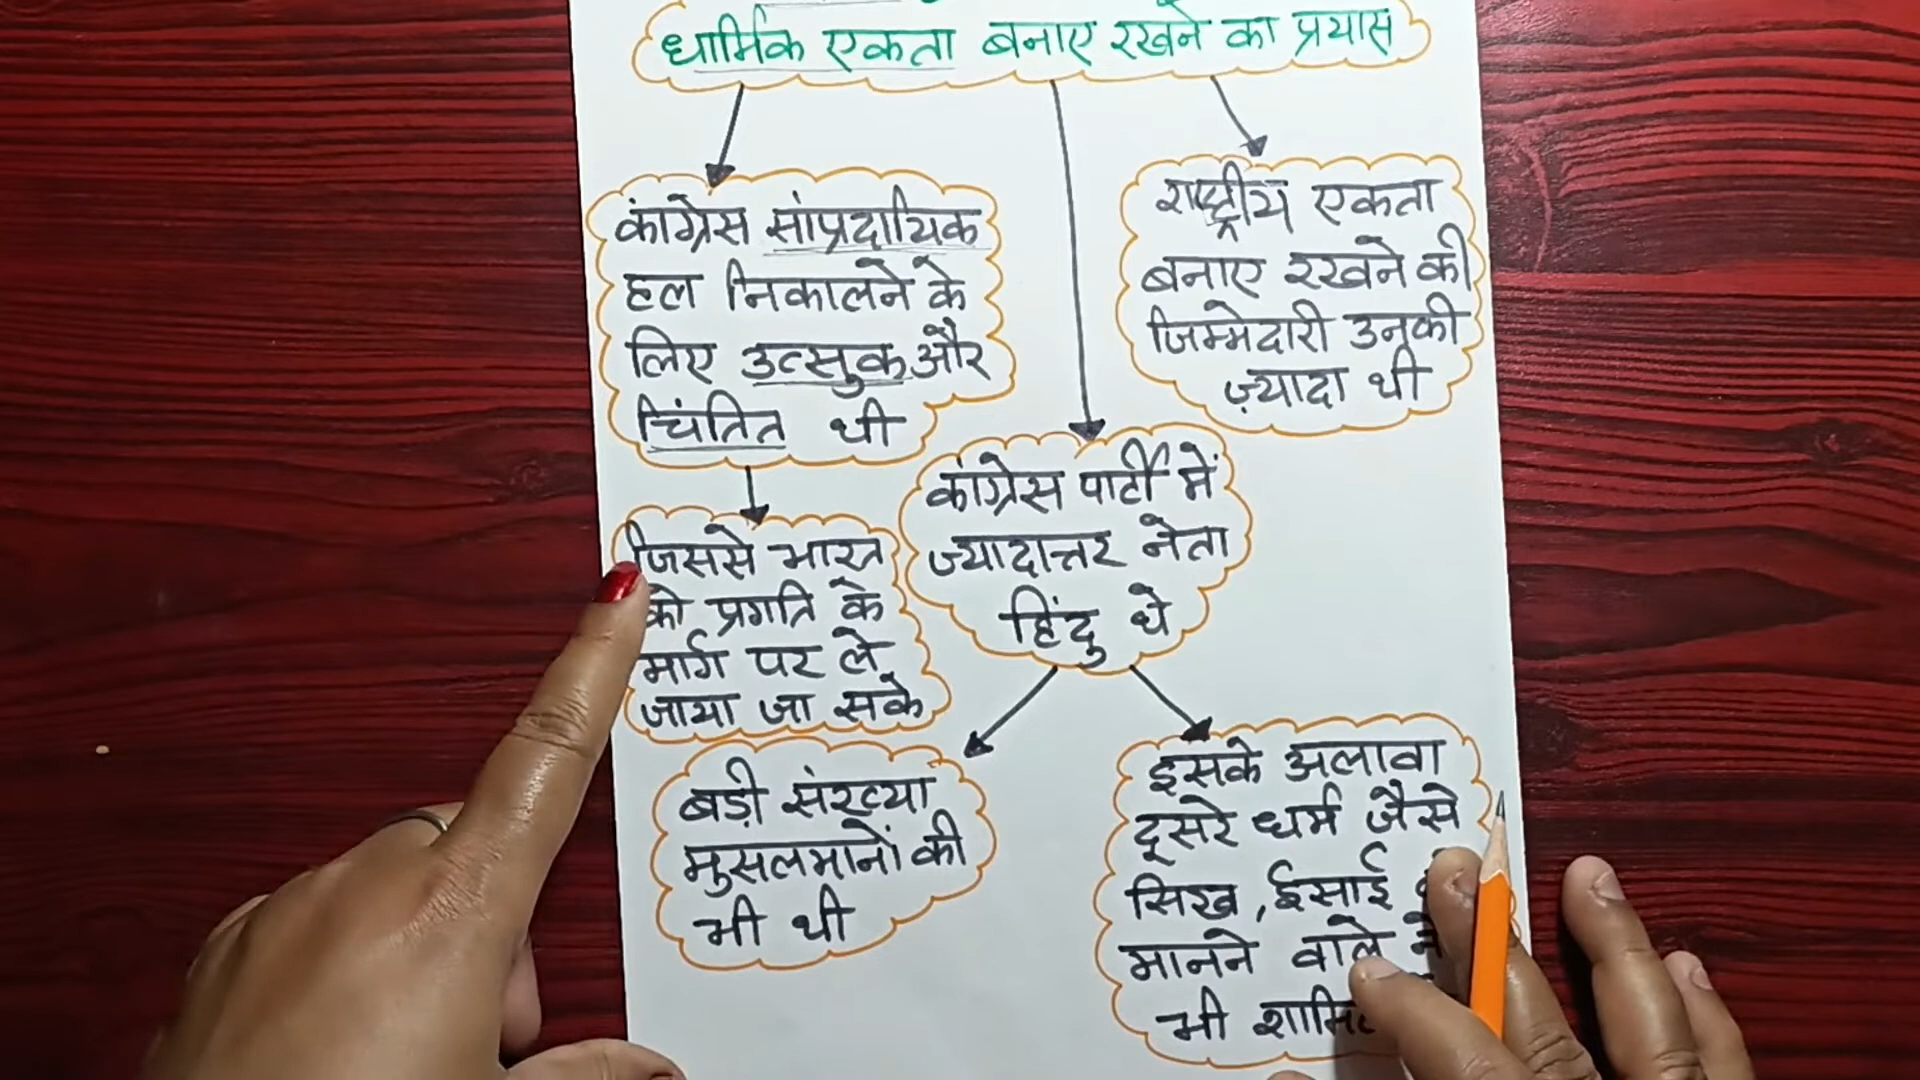 धार्मिक एकता बनाए रखने का प्रयास
कांग्रेस सांप्रदायिक
हल निकालने के
लिए उत्सुक और
चिंतित थी
जिससे भारत
को प्रगति के
मार्ग पर ले
जाया जा सके
कांग्रेस पार्टी में
ज्यादात्तर नेता
हिंदु थे
राष्ट्रीय एकता
बनाए रखने की
जिम्मेदारी उनकी
ज़्यादा थी
बड़ी संख्या
मुसलमानों की
भी थी
इसके अलावा
दूसरे धर्म जैसे
सिख, ईसाई
मानने वाले
भी